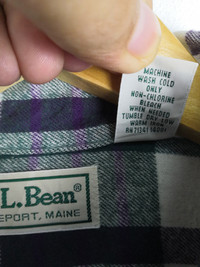 MACHINE
WASH COLD
ONLY
NON-CHLORINE
BLEACH
WHEN NEEDED
TUMBLE DRY LOW
WARM IRON
L.Bean®
EPORT, MAINE